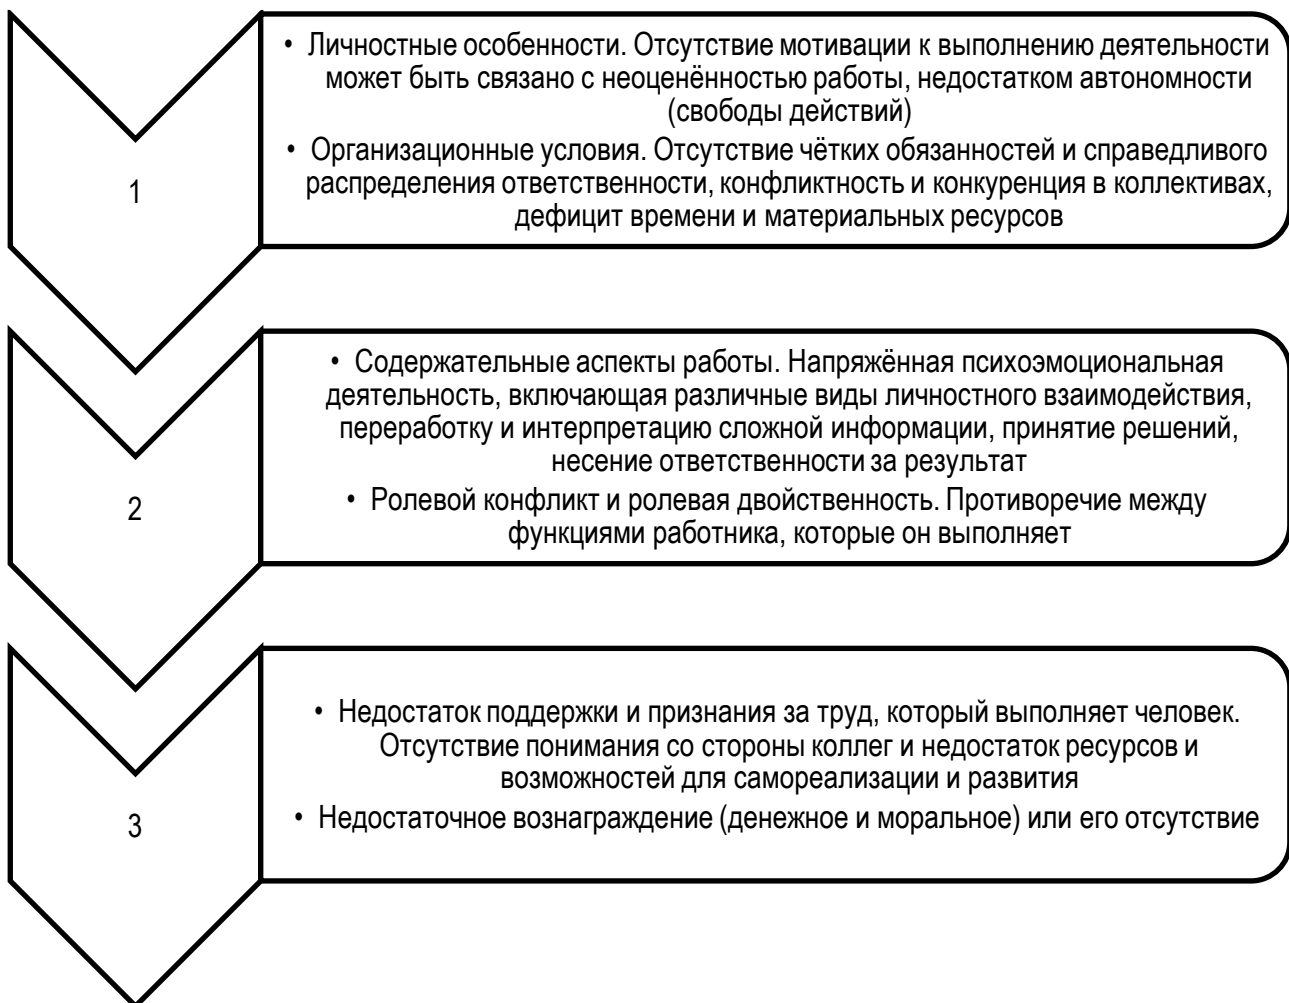 1
• Личностные особенности. Отсутствие мотивации к выполнению деятельности
может быть связано с неоценённостью работы, недостатком автономности
(свободы действий)
• Организационные условия. Отсутствие чётких обязанностей и справедливого
распределения ответственности, конфликтность и конкуренция в коллективах,
дефицит времени и материальных ресурсов
2
• Содержательные аспекты работы. Напряжённая психоэмоциональная
деятельность, включающая различные виды личностного взаимодействия,
переработку и интерпретацию сложной информации, принятие решений,
несение ответственности за результат
• Ролевой конфликт и ролевая двойственность. Противоречие между
функциями работника, которые он выполняет
3
• Недостаток поддержки и признания за труд, который выполняет человек.
Отсутствие понимания со стороны коллег и недостаток ресурсов и
возможностей для самореализации и развития
• Недостаточное вознаграждение (денежное и моральное) или его отсутствие